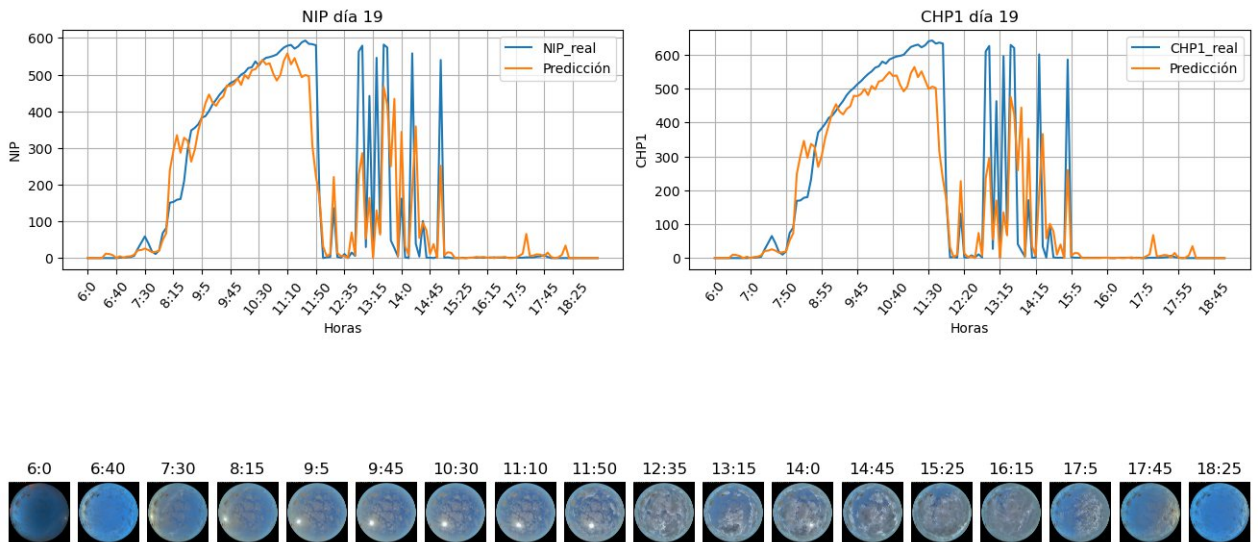 NIP día 19
NIP
600
500
400
300
200
100
0
NIP_real
Predicción
6:0 6:40 7:30 8:15 9:5 9:45 10:30 11:10 11:50 12:35 13:15 14:0 14:45 15:25 16:15 17:5 17:45 18:25
Horas
CHP1 día 19
CHP1
600
500
400
300
200
100
0
CHP1_real
Predicción
6:0 7:0 7:50 8:55 9:45 10:40 11:30 12:20 13:15 14:15 15:5 16:0 17:5 17:55 18:45
Horas
6:0 6:40 7:30 8:15 9:5 9:45 10:30 11:10 11:50 12:35 13:15 14:0 14:45 15:25 16:15 17:5 17:45 18:25